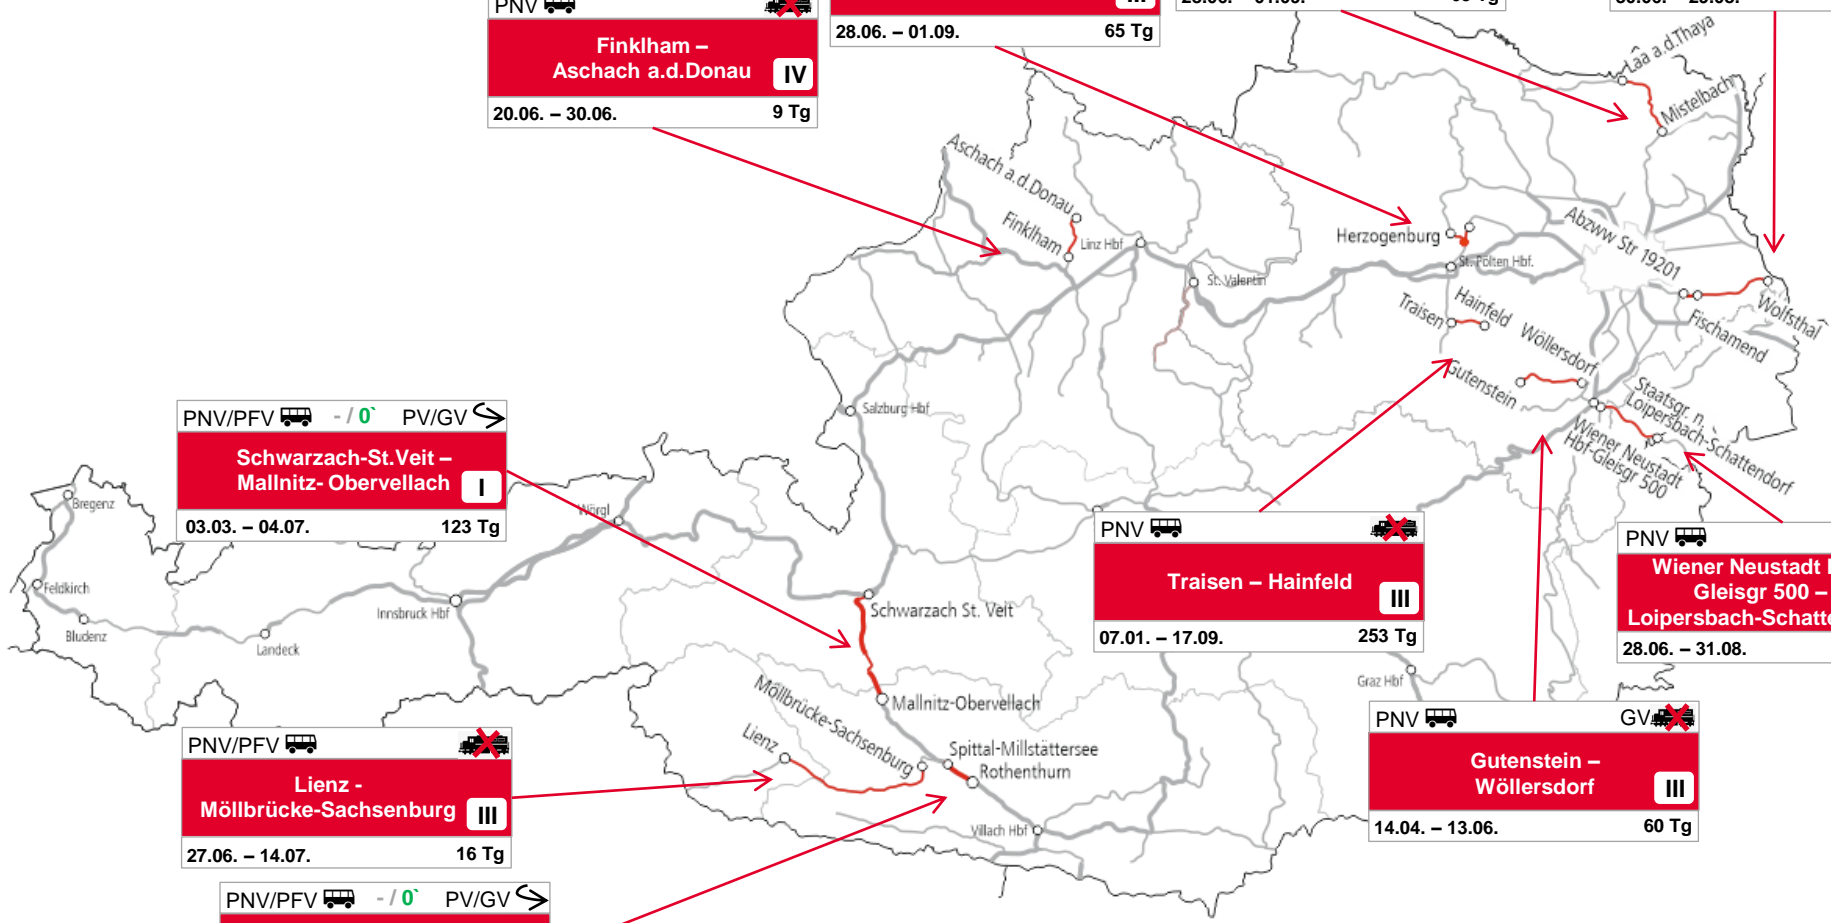 PNV
Finklham –
Aschach a.d.Donau
IV
20.06. – 30.06.
9 Tg
28.06. – 01.09.
65 Tg
Laa a.d.Thaya
Mistelbach
Aschach a.d.Donau
Finklham
Linz Hbf
St. Valentin
Herzogenburg
St. Pölten Hbf.
Abzww Str 19201
Wolfsthal
Fischamend
Traisen
Hainfeld
Wöllersdorf
Gutenstein
Staatsgr. n.
Loipersbach-Schattendorf
Wiener Neustadt
Hbf-Gleisgr 500
Salzburg Hbf
PNV/PFV - / 0` PV/GV
Schwarzach-St.Veit –
Mallnitz- Obervellach
I
03.03. – 04.07.
123 Tg
Bregenz
Feldkirch
Bludenz
Landeck
Innsbruck Hbf
Wörgl
Schwarzach St. Veit
Mallnitz-Obervellach
Möllbrücke-Sachsenburg
Lienz
Spittal-Millstättersee
Rothenthurn
Villach Hbf
Graz Hbf
PNV
Traisen – Hainfeld
III
07.01. – 17.09.
253 Tg
PNV
Wiener Neustadt
Gleisgr 500 –
Loipersbach-Schatte
28.06. – 31.08.
PNV GV
Gutenstein –
Wöllersdorf
III
14.04. – 13.06.
60 Tg
PNV/PFV
Lienz -
Möllbrücke-Sachsenburg
III
27.06. – 14.07.
16 Tg
PNV/PFV - / 0` PV/GV